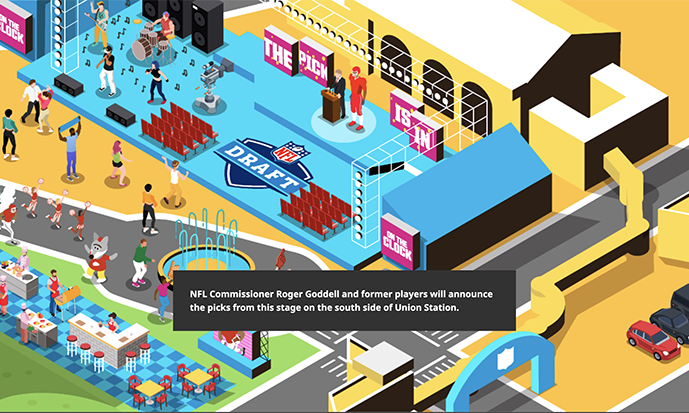 ON THE
CLOCK
THE
PICK
IS
IN
NFL
DRAFT
ON THE
CLOCK
NFL Commissioner Roger Goddell and former players will announce
the picks from this stage on the south side of Union Station.